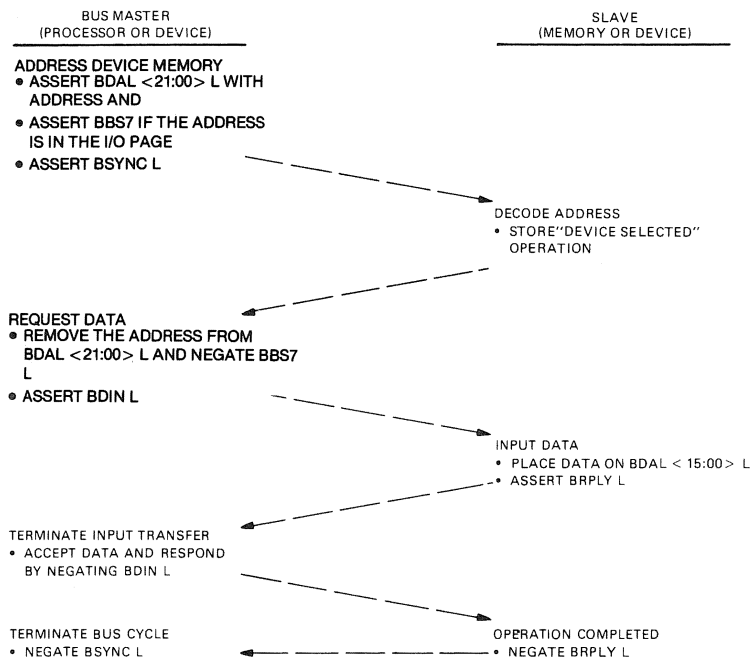 BUS MASTER
(PROCESSOR OR DEVICE)
SLAVE
(MEMORY OR DEVICE)
ADDRESS DEVICE MEMORY
• ASSERT BDAL <21:00> L WITH
ADDRESS AND
• ASSERT BBS7 IF THE ADDRESS
IS IN THE I/O PAGE
• ASSERT BSYNC L
DECODE ADDRESS
• STORE"DEVICE SELECTED"
OPERATION
REQUEST DATA
• REMOVE THE ADDRESS FROM
BDAL <21:00> L AND NEGATE BBS7
L
• ASSERT BDIN L
INPUT DATA
• PLACE DATA ON BDAL < 15:00> L
• ASSERT BRPLY L
TERMINATE INPUT TRANSFER
• ACCEPT DATA AND RESPOND
BY NEGATING BDIN L
OPERATION COMPLETED
• NEGATE BRPLY L
TERMINATE BUS CYCLE
• NEGATE BSYNC L